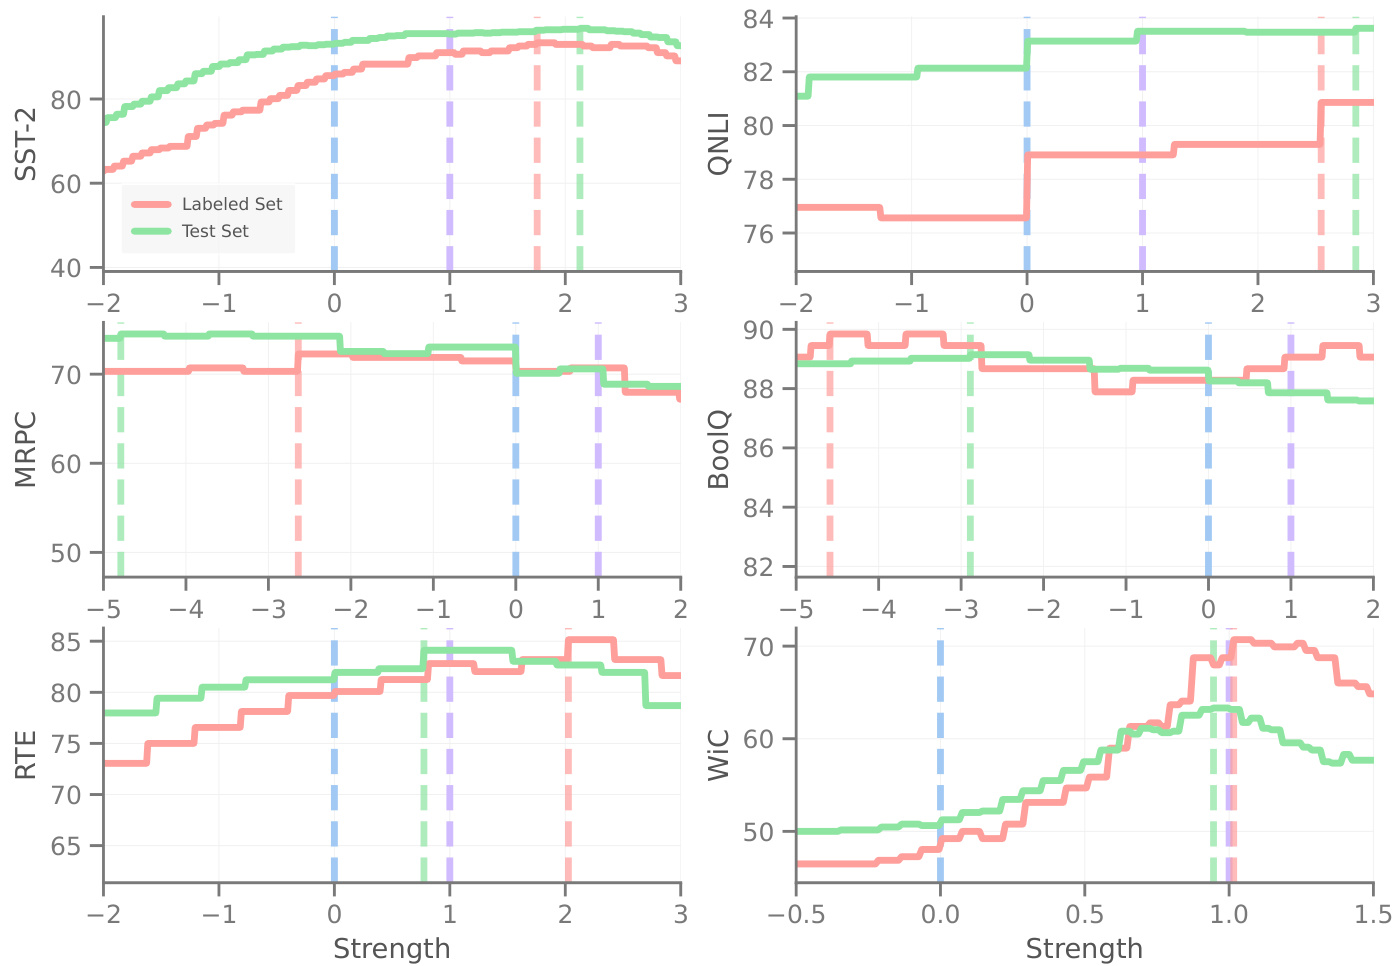 SST-2
80
60
40
Labeled Set
Test Set
−2 −1 0 1 2 3
QNLI
84
82
80
78
76
−2 −1 0 1 2 3
MRPC
70
60
50
−5 −4 −3 −2 −1 0 1 2
BoolQ
90
88
86
84
82
−5 −4 −3 −2 −1 0 1 2
RTE
85
80
75
70
65
−2 −1 0 1 2 3
Strength
WiC
70
60
50
−0.5 0.0 0.5 1.0 1.5
Strength